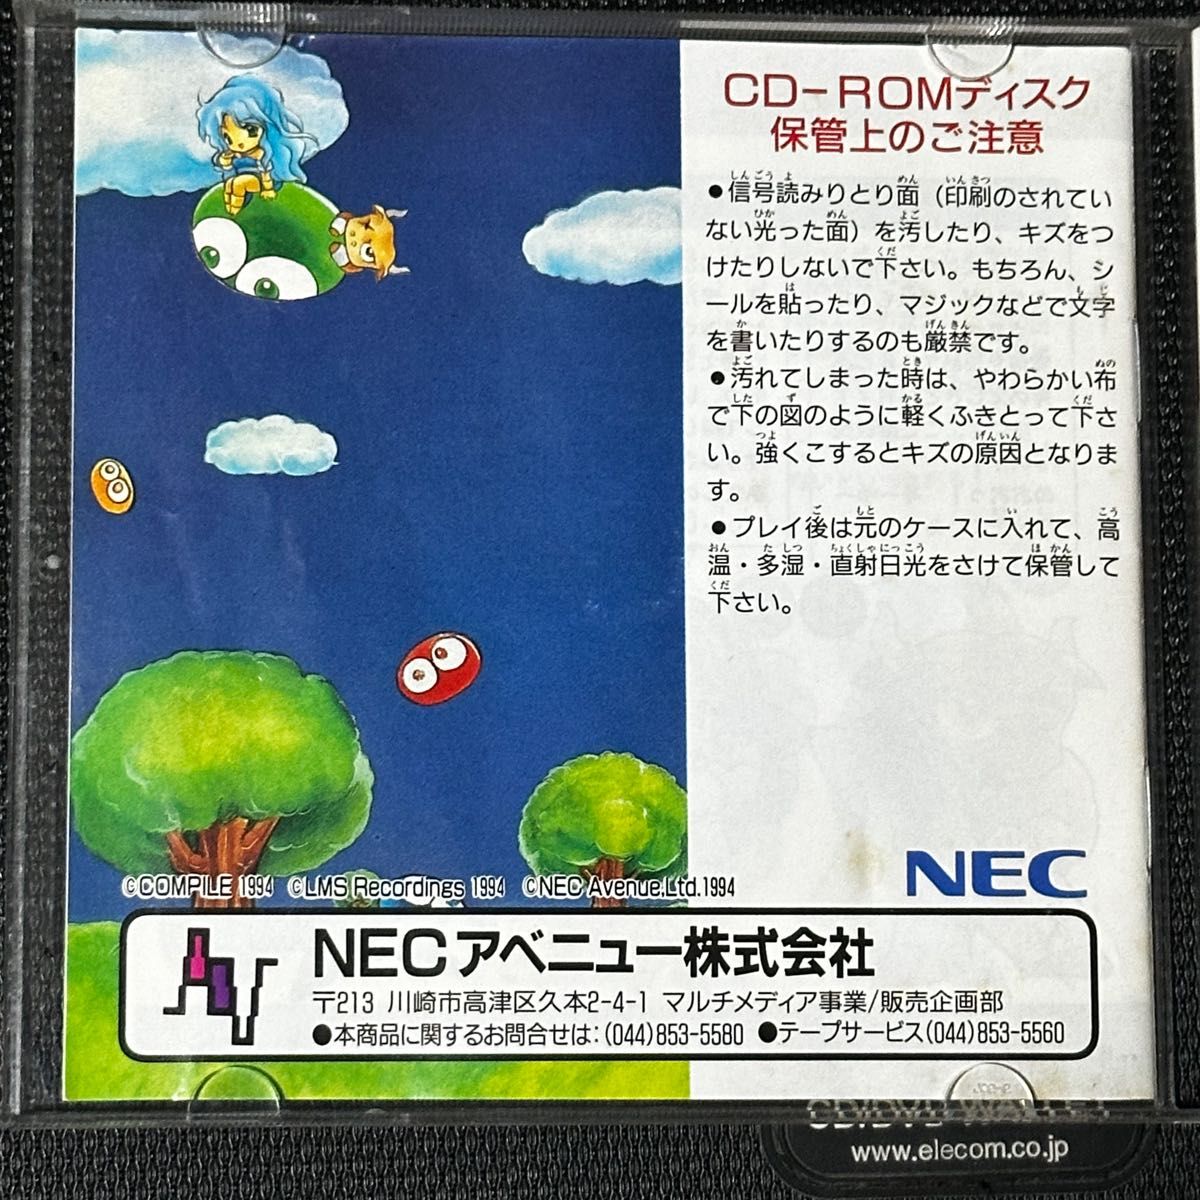 CD-ROMディスク
保管上のご注意
●信号読みりとり面（印刷のされてい
ない光った面）を汚したり、キズをつ
けたりしないで下さい。もちろん、シ
ールを貼ったり、マジックなどで文字
を書いたりするのも厳禁です。
●汚れてしまった時は、やわらかい布
で下の図のように軽くふきとって下さ
い。強くこするとキズの原因となりま
す。
●プレイ後は元のケースに入れて、高
温・多湿・直射日光をさけて保管して
下さい。
NEC
©COMPILE 1994 ©LMS Recordings 1994 ©NEC Avenue,Ltd.1994
NECアベニュー株式会社
〒213 川崎市高津区久本2-4-1 マルチメディア事業/販売企画部
●本商品に関するお問合せは：(044)853-5580 ●テープサービス(044)853-5560
CD/DVD WALLET
www.elecom.co.jp